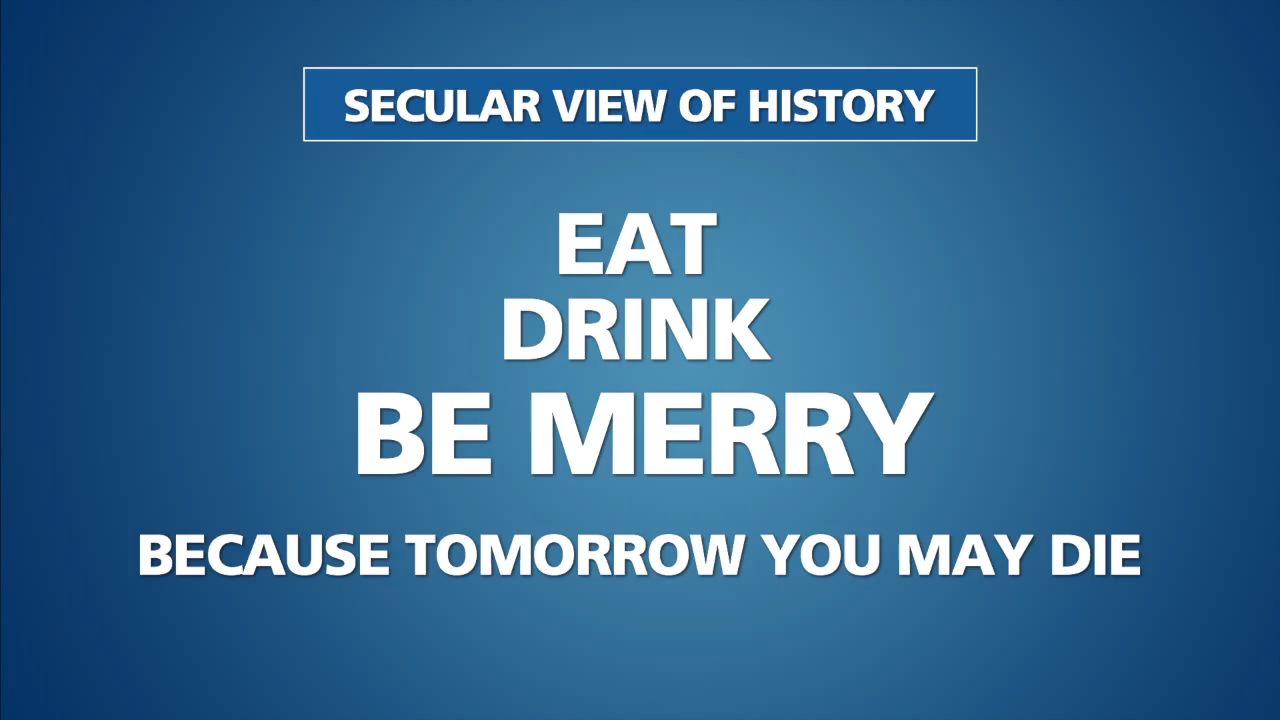 SECULAR VIEW OF HISTORY
EAT
DRINK
BE MERRY
BECAUSE TOMORROW YOU MAY DIE